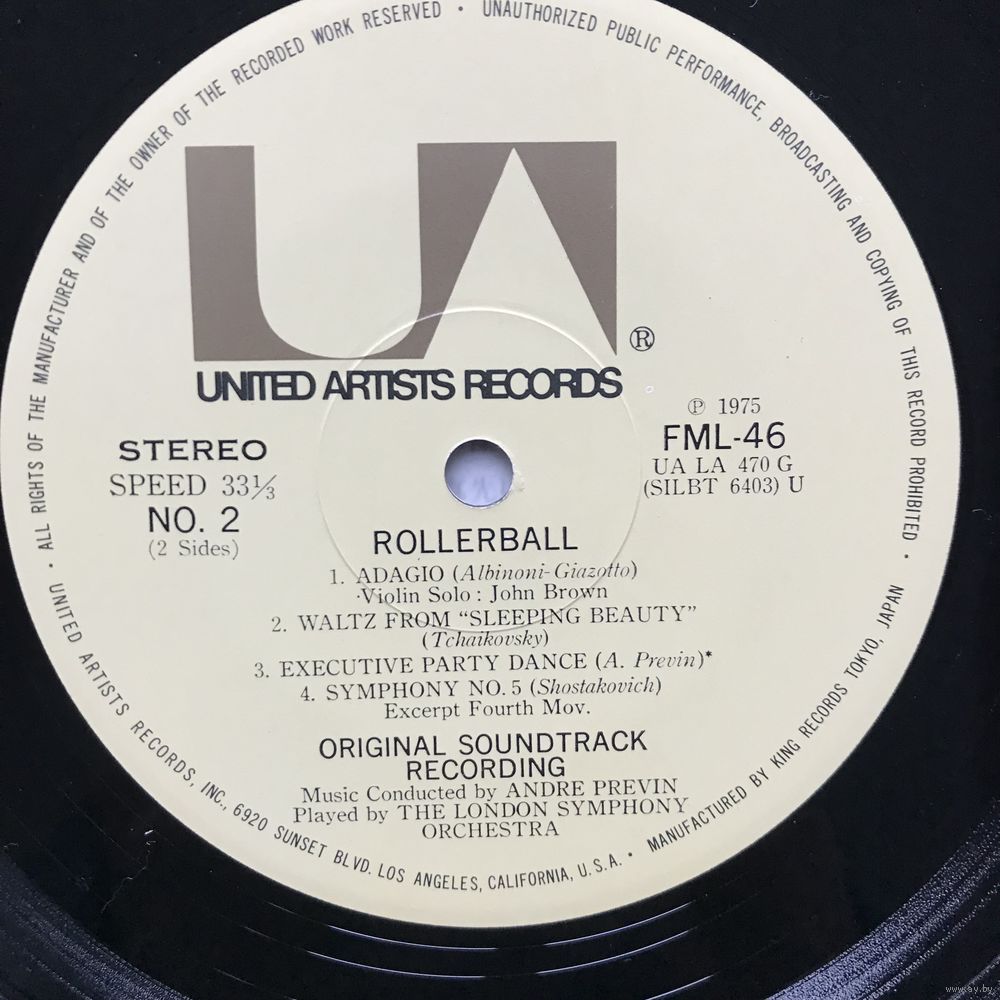 ALL RIGHTS OF THE MANUFACTURER AND OF THE OWNER OF THE RECORDED WORK RESERVED • UNAUTHORIZED PUBLIC PERFORMANCE, BROADCASTING AND COPYING OF THIS RECORD PROHIBITED •
UA
®
UNITED ARTISTS RECORDS
STEREO
SPEED 33⅓
NO. 2
(2 Sides)
℗ 1975
FML-46
UA LA 470 G
(SILBT 6403) U
ROLLERBALL
1. ADAGIO (Albinoni-Giazotto)
·Violin Solo : John Brown
2. WALTZ FROM “SLEEPING BEAUTY”
(Tchaikovsky)
3. EXECUTIVE PARTY DANCE (A. Previn)*
4. SYMPHONY NO. 5 (Shostakovich)
Excerpt Fourth Mov.
ORIGINAL SOUNDTRACK
RECORDING
Music Conducted by ANDRE PREVIN
Played by THE LONDON SYMPHONY
ORCHESTRA
• UNITED ARTISTS RECORDS, INC., 6920 SUNSET BLVD. LOS ANGELES, CALIFORNIA, U.S.A. • MANUFACTURED BY KING RECORDS TOKYO, JAPAN
www.ay.by